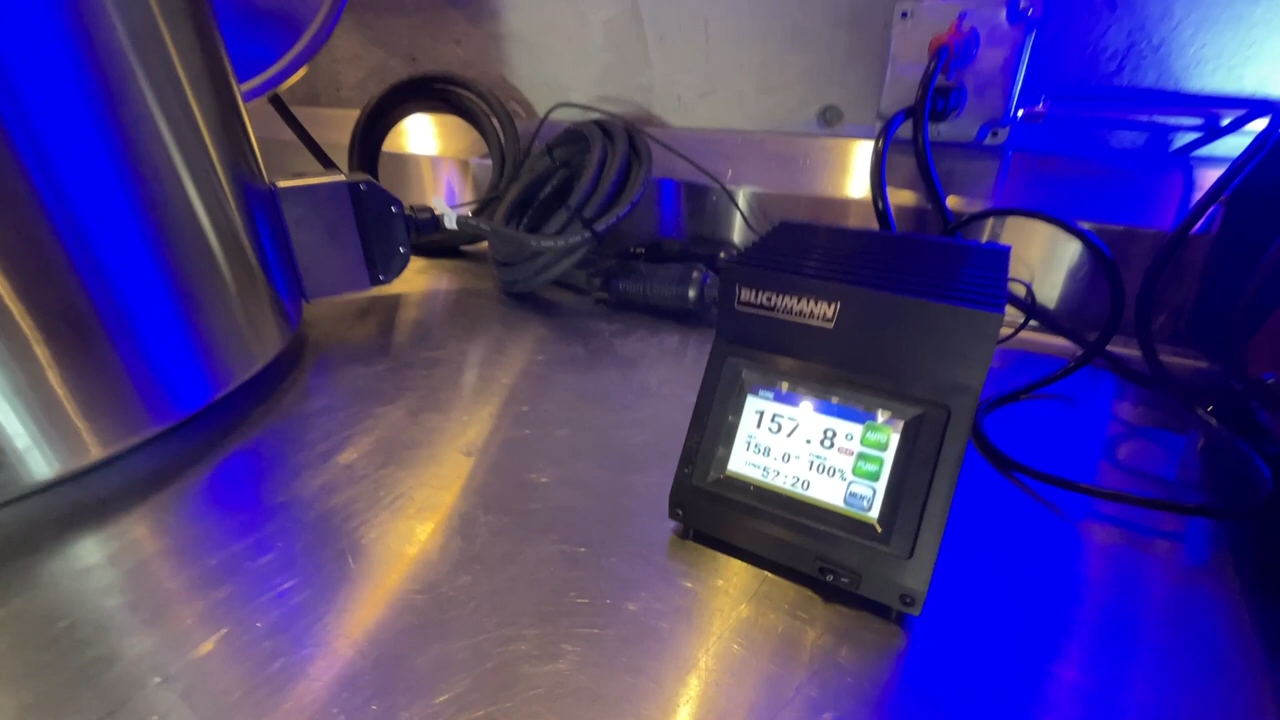 BLICHMANN
157.8°
AUTO
158.0° 100%
PUMP
52:20
MENU